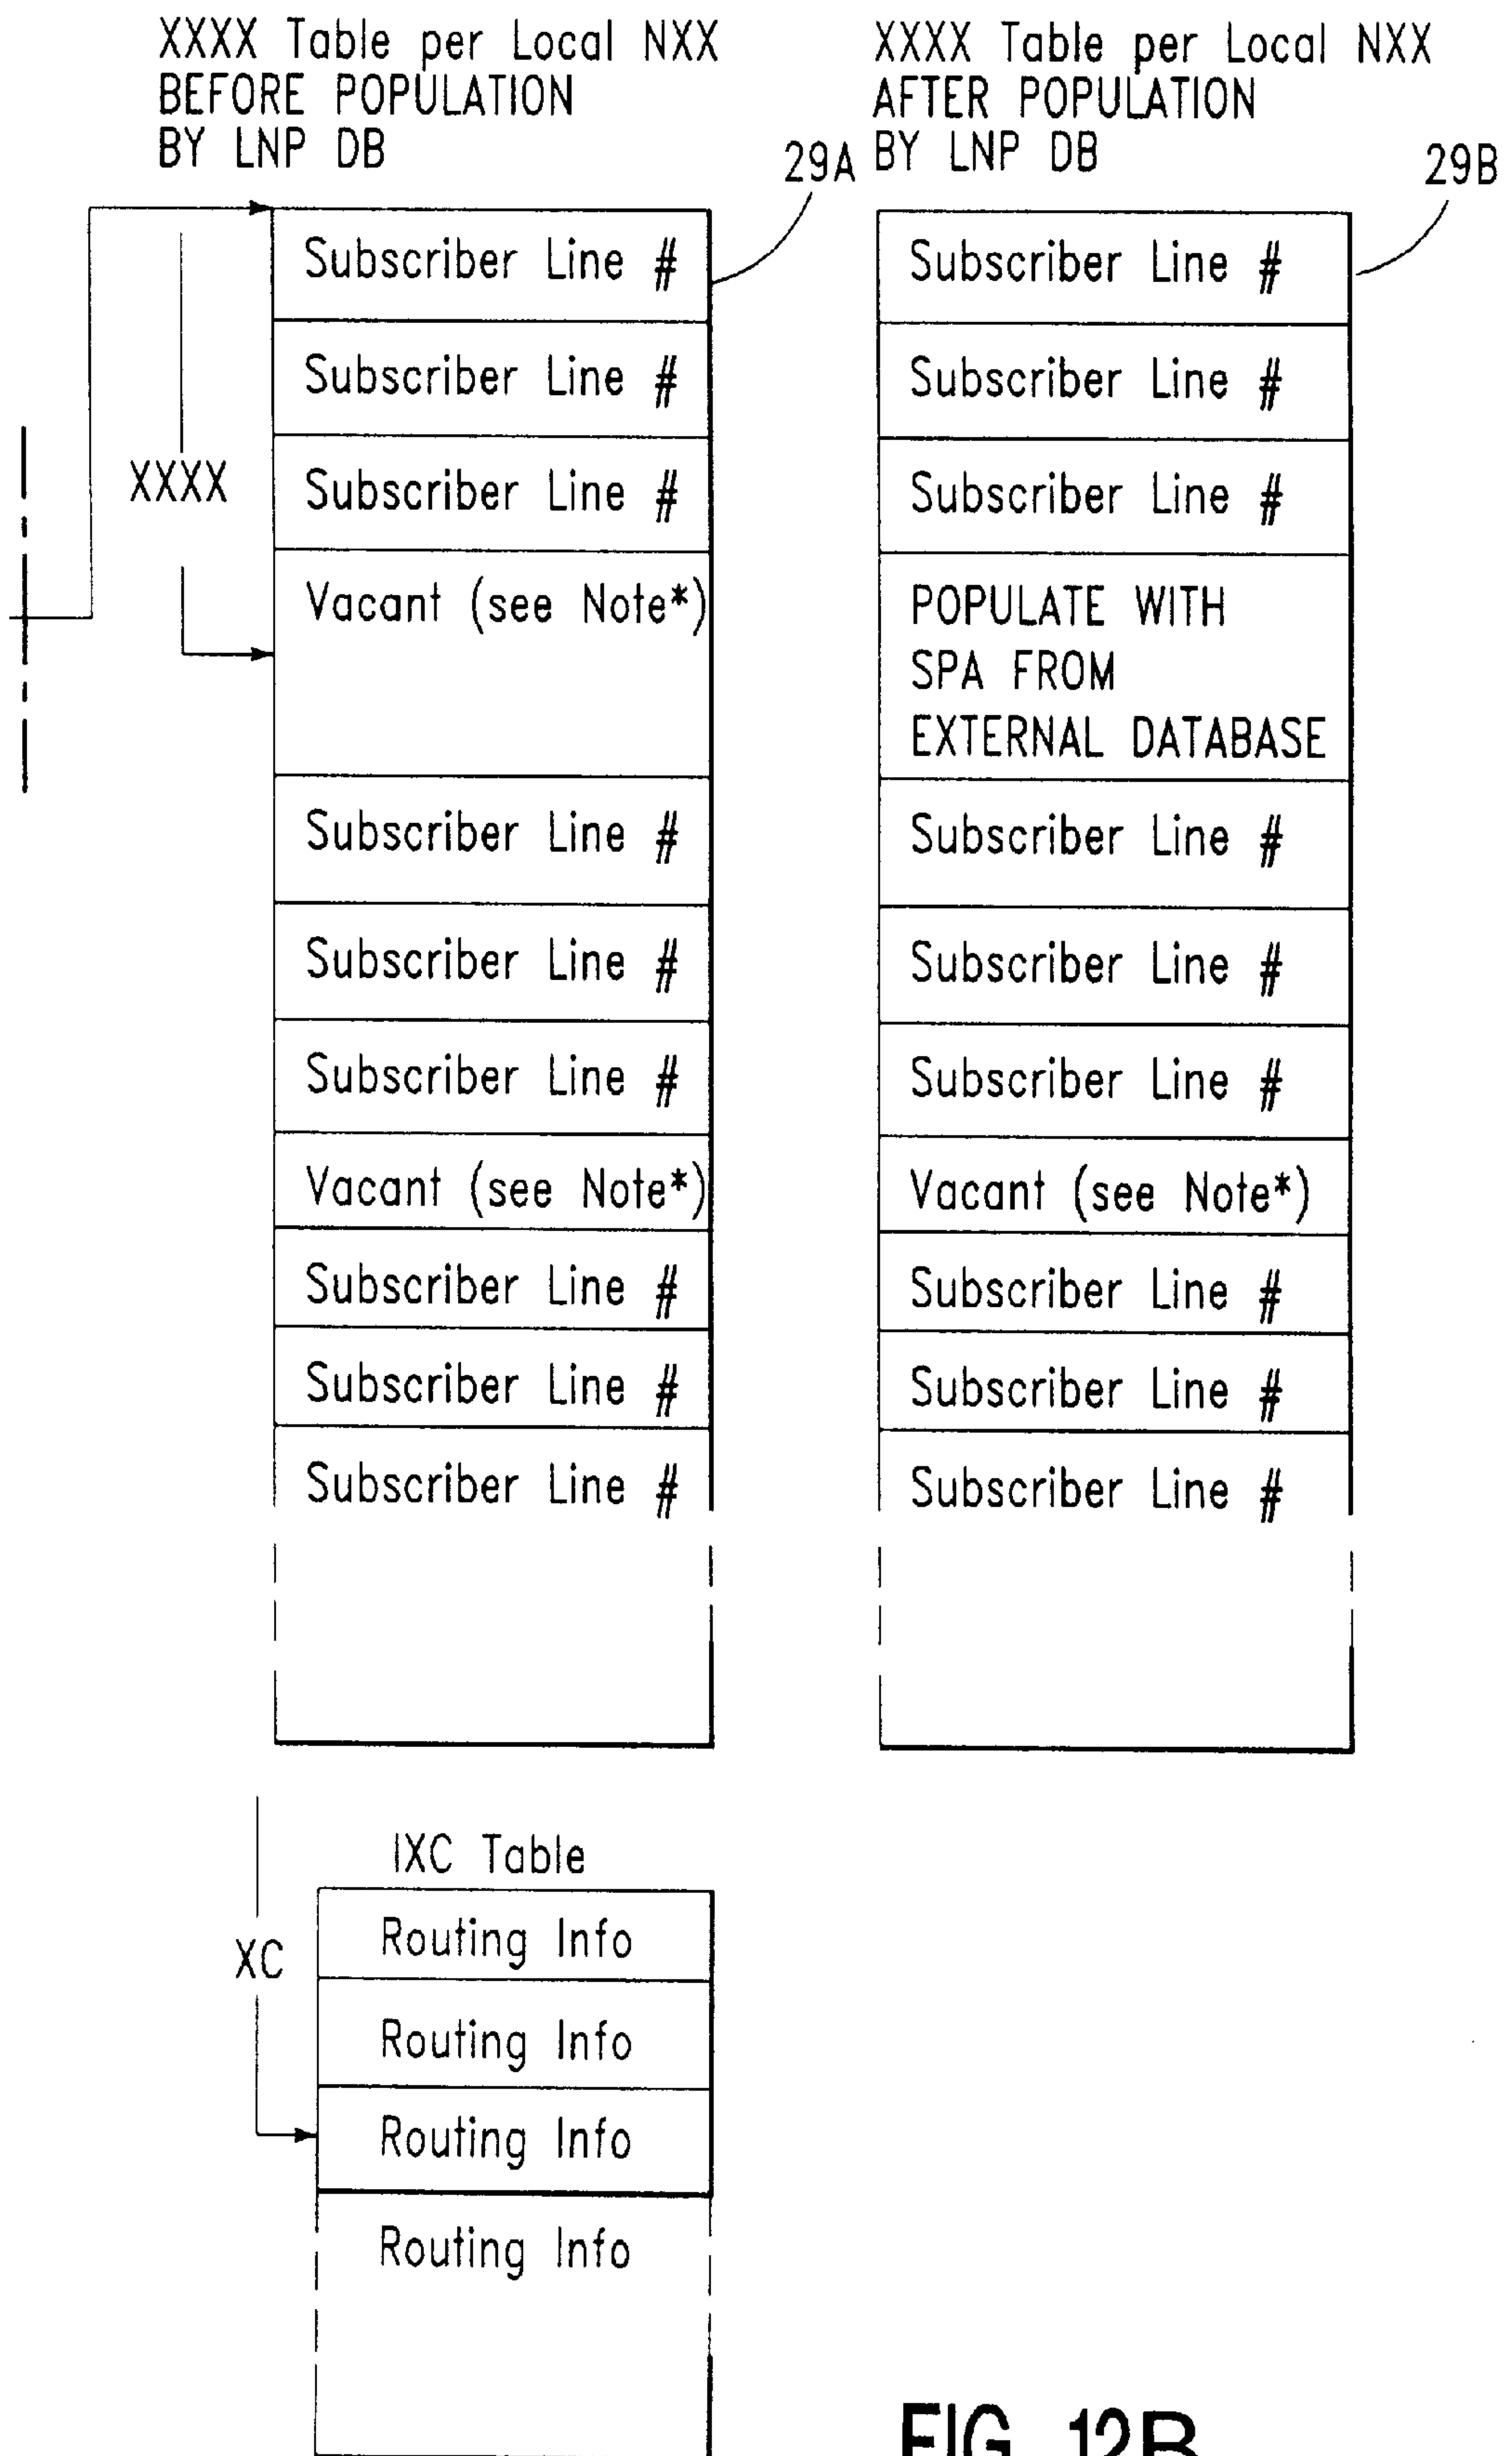 XXXX Table per Local NXX
BEFORE POPULATION
BY LNP DB
29A
XXXX Table per Local NXX
AFTER POPULATION
BY LNP DB
29B
XXXX
Subscriber Line #
Subscriber Line #
Subscriber Line #
Vacant (see Note*)
Subscriber Line #
Subscriber Line #
Subscriber Line #
Vacant (see Note*)
Subscriber Line #
Subscriber Line #
Subscriber Line #
Subscriber Line #
Subscriber Line #
Subscriber Line #
POPULATE WITH
SPA FROM
EXTERNAL DATABASE
Subscriber Line #
Subscriber Line #
Subscriber Line #
Vacant (see Note*)
Subscriber Line #
Subscriber Line #
Subscriber Line #
IXC Table
XC
Routing Info
Routing Info
Routing Info
Routing Info
FIG. 12B